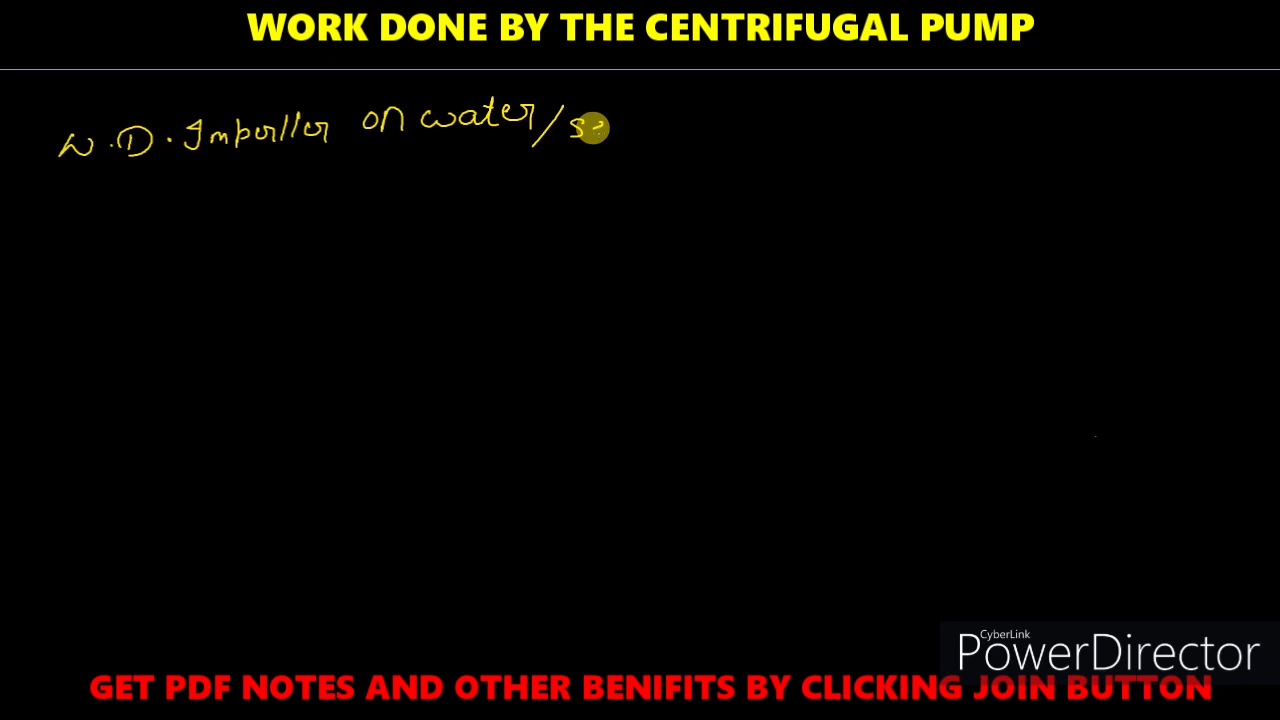 WORK DONE BY THE CENTRIFUGAL PUMP
W.D. Impeller on water/s
CyberLink
PowerDirector
GET PDF NOTES AND OTHER BENIFITS BY CLICKING JOIN BUTTON